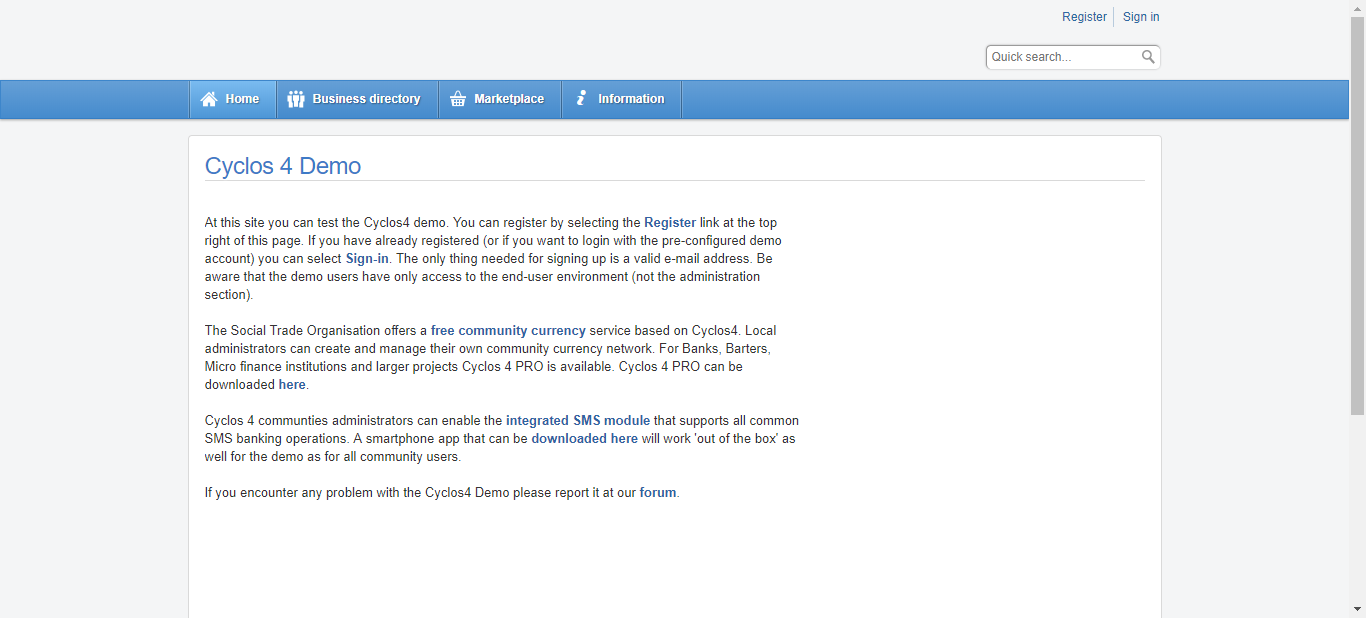 Register Sign in
Quick search...
Home Business directory Marketplace Information
Cyclos 4 Demo
At this site you can test the Cyclos4 demo. You can register by selecting the Register link at the top
right of this page. If you have already registered (or if you want to login with the pre-configured demo
account) you can select Sign-in. The only thing needed for signing up is a valid e-mail address. Be
aware that the demo users have only access to the end-user environment (not the administration
section).
The Social Trade Organisation offers a free community currency service based on Cyclos4. Local
administrators can create and manage their own community currency network. For Banks, Barters,
Micro finance institutions and larger projects Cyclos 4 PRO is available. Cyclos 4 PRO can be
downloaded here.
Cyclos 4 communties administrators can enable the integrated SMS module that supports all common
SMS banking operations. A smartphone app that can be downloaded here will work 'out of the box' as
well for the demo as for all community users.
If you encounter any problem with the Cyclos4 Demo please report it at our forum.